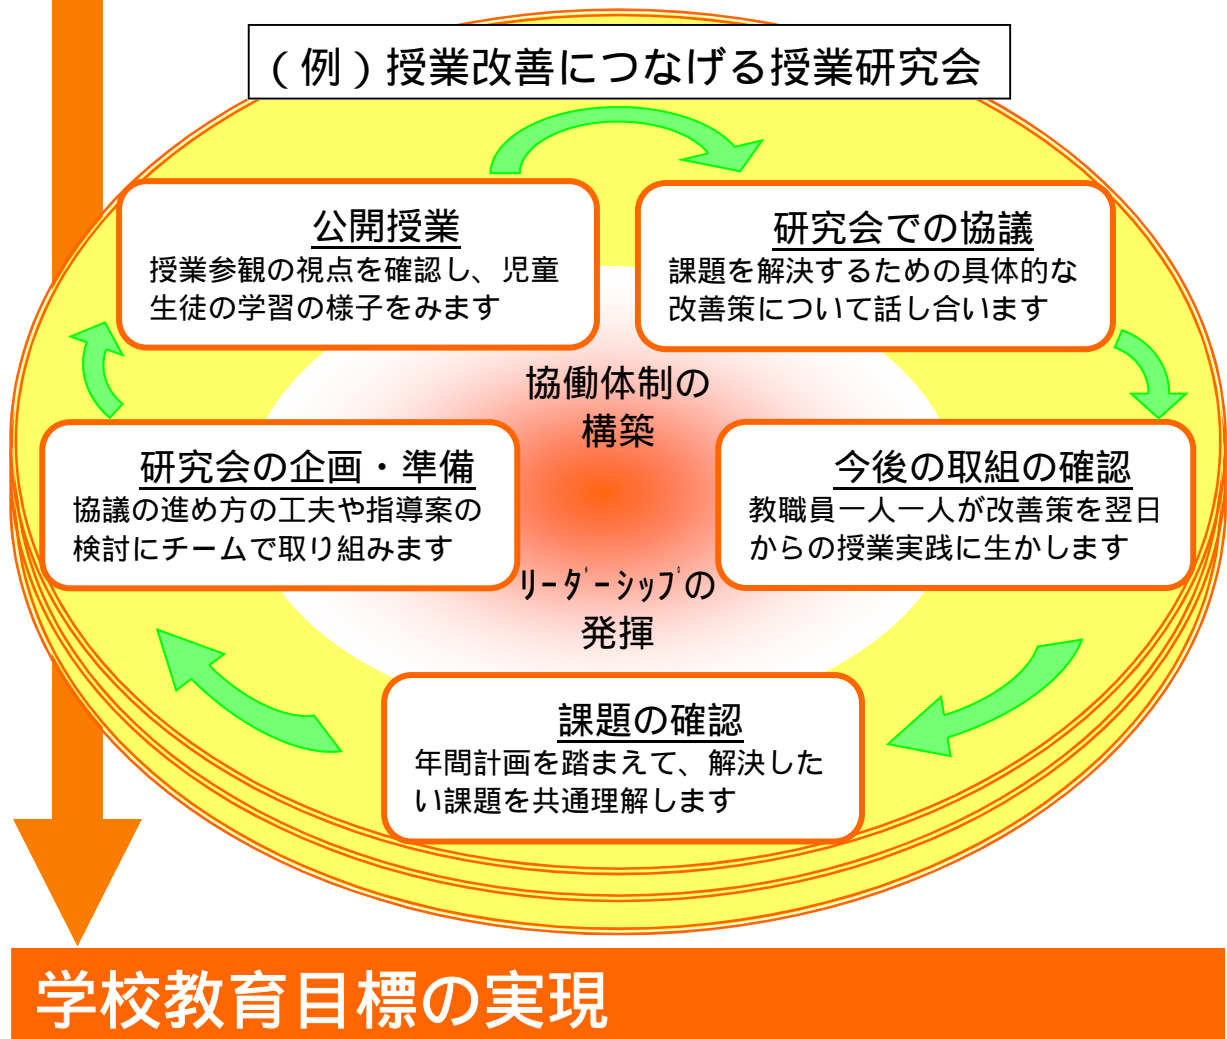 (例)授業改善につなげる授業研究会
公開授業
授業参観の視点を確認し、児童
生徒の学習の様子をみます
研究会での協議
課題を解決するための具体的な
改善策について話し合います
協働体制の
構築
研究会の企画・準備
協議の進め方の工夫や指導案の
検討にチームで取り組みます
今後の取組の確認
教職員一人一人が改善策を翌日
からの授業実践に生かします
ﾘｰﾀﾞｰｼｯﾌﾟの
発揮
課題の確認
年間計画を踏まえて、解決した
い課題を共通理解します
学校教育目標の実現